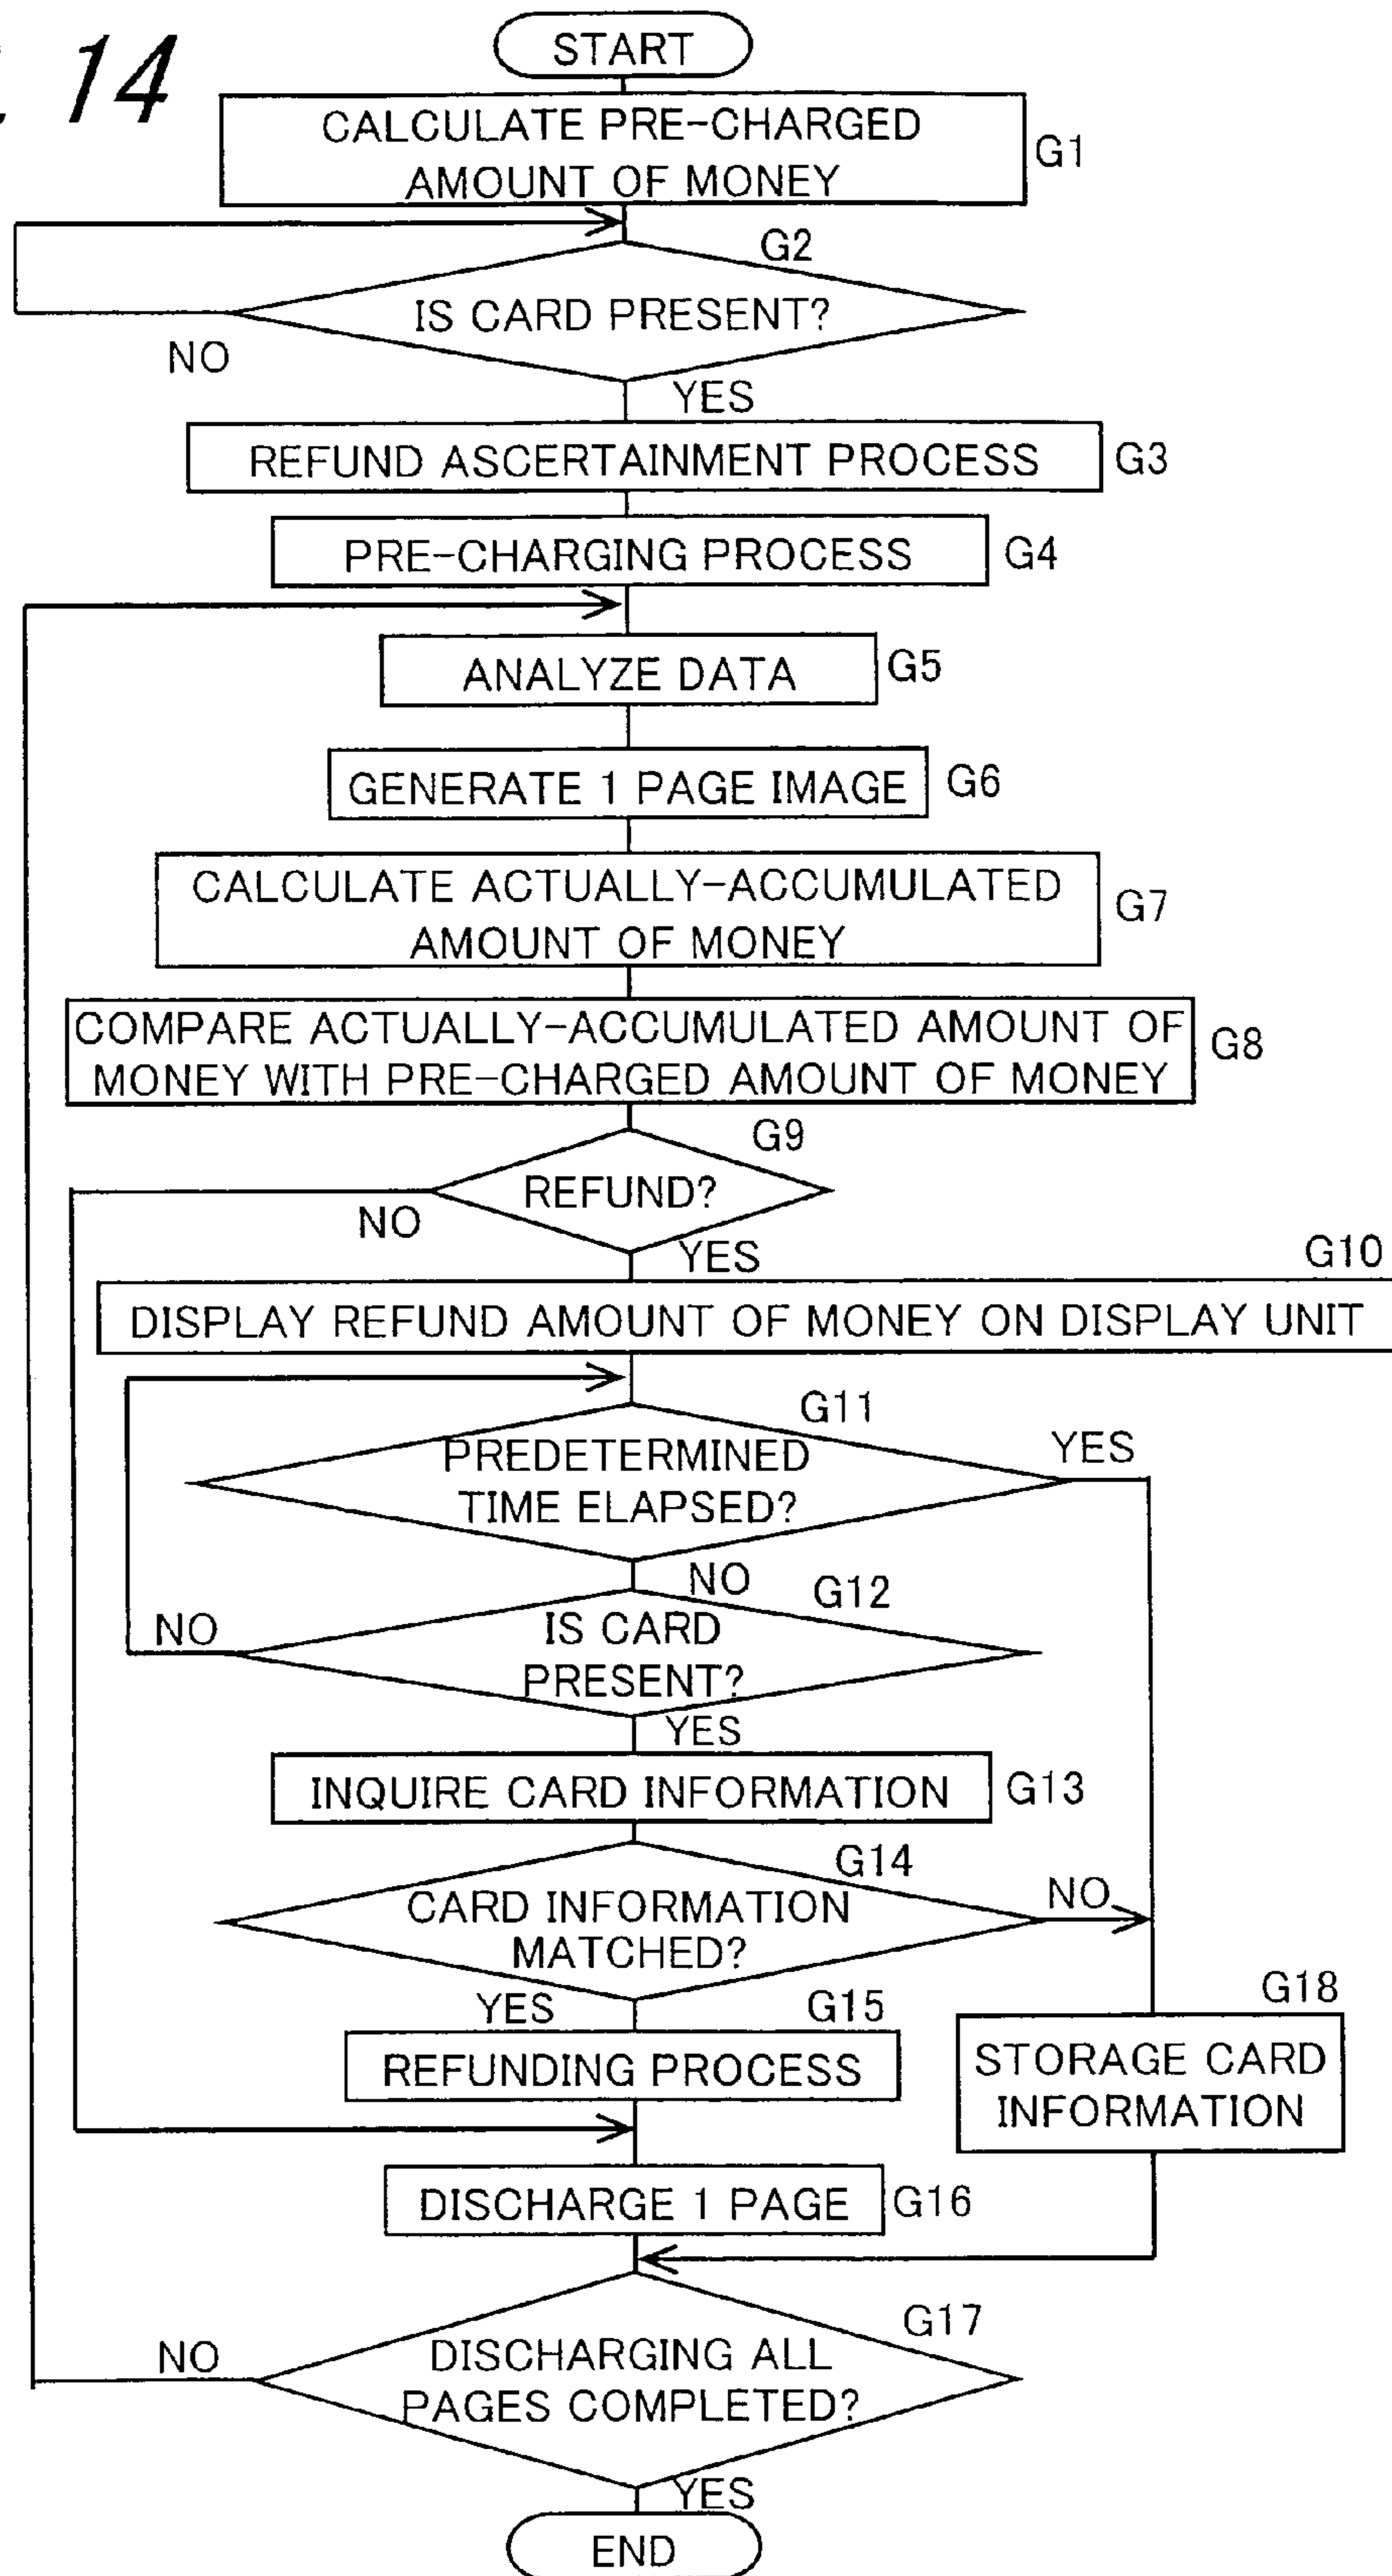 . 14
START
CALCULATE PRE-CHARGED
AMOUNT OF MONEY
G1
G2
IS CARD PRESENT?
NO
YES
REFUND ASCERTAINMENT PROCESS
G3
PRE-CHARGING PROCESS
G4
ANALYZE DATA
G5
GENERATE 1 PAGE IMAGE
G6
CALCULATE ACTUALLY-ACCUMULATED
AMOUNT OF MONEY
G7
COMPARE ACTUALLY-ACCUMULATED AMOUNT OF
MONEY WITH PRE-CHARGED AMOUNT OF MONEY
G8
G9
REFUND?
NO
YES
G10
DISPLAY REFUND AMOUNT OF MONEY ON DISPLAY UNIT
G11
PREDETERMINED
TIME ELAPSED?
YES
NO
G12
IS CARD
PRESENT?
NO
YES
INQUIRE CARD INFORMATION
G13
G14
CARD INFORMATION
MATCHED?
NO
YES
G15
REFUNDING PROCESS
G18
STORAGE CARD
INFORMATION
DISCHARGE 1 PAGE
G16
G17
DISCHARGING ALL
PAGES COMPLETED?
NO
YES
END